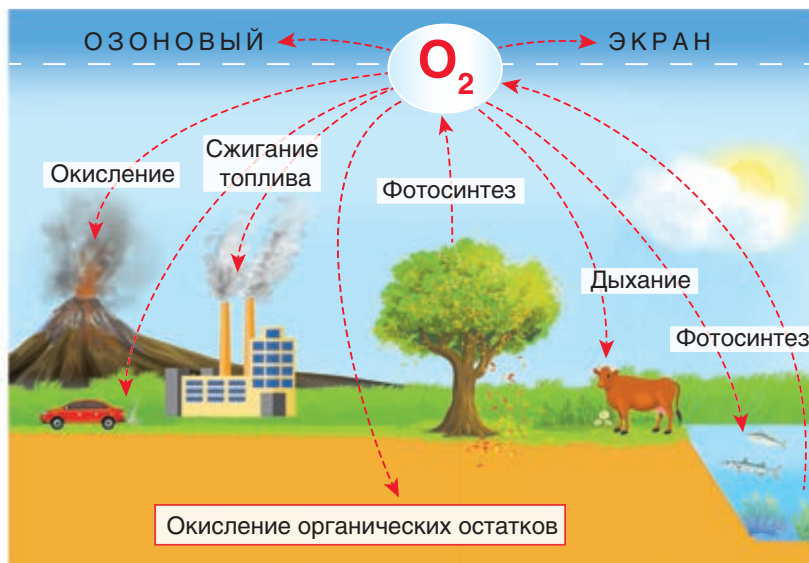 ОЗОНОВЫЙ
ЭКРАН
O2
Окисление
Сжигание
топлива
Фотосинтез
Дыхание
Фотосинтез
Окисление органических остатков